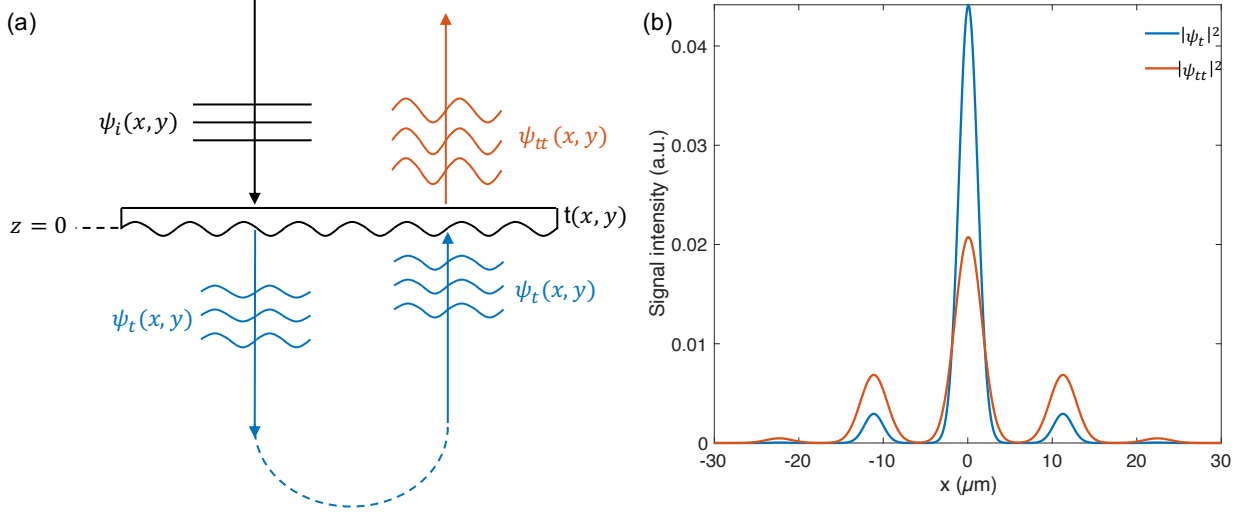 (a)
ψ_i(x, y)
ψ_tt(x, y)
z = 0
t(x, y)
ψ_t(x, y)
ψ_t(x, y)
(b)
Signal intensity (a.u.)
0.04
0.03
0.02
0.01
0
-30
-20
-10
0
10
20
30
x (μm)
|ψ_t|²
|ψ_tt|²